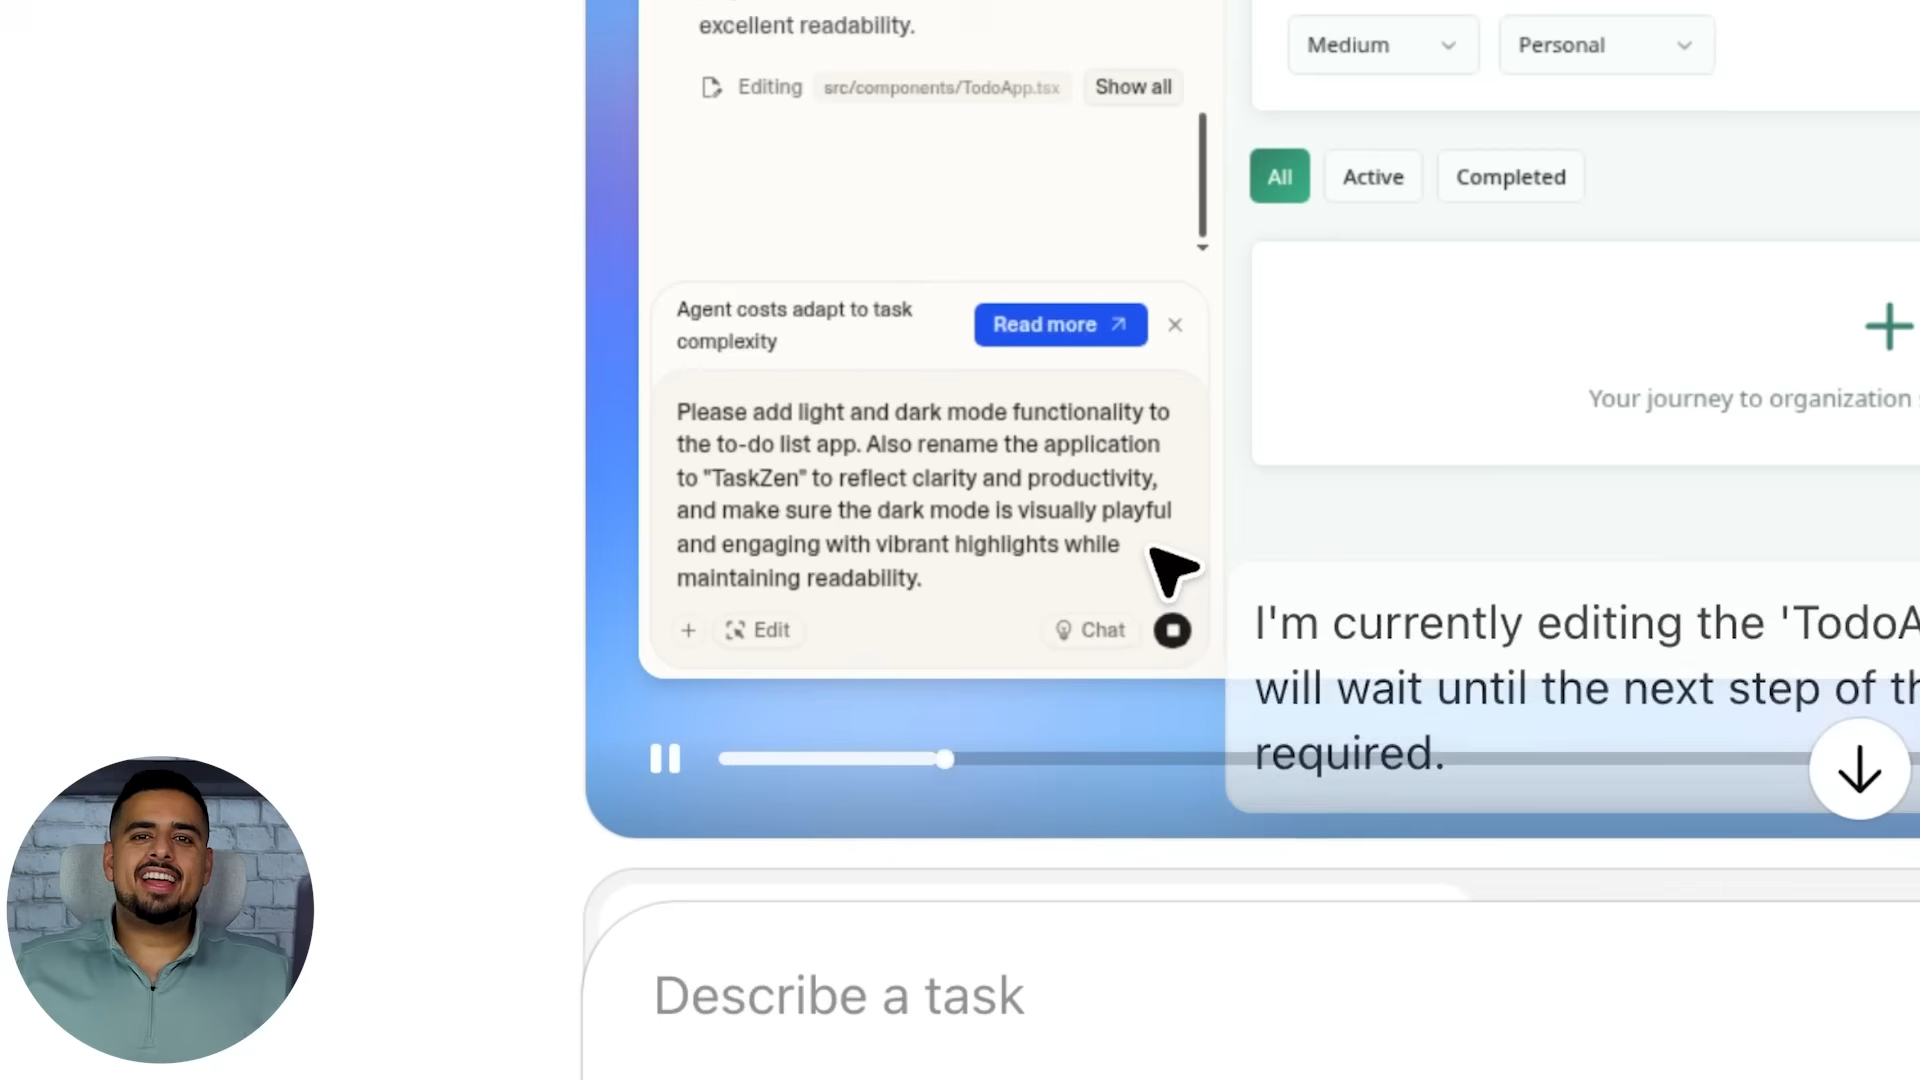 excellent readability.
Editing src/components/TodoApp.tsx Show all
Medium Personal
All Active Completed
Agent costs adapt to task
complexity
Read more
Your journey to organization
Please add light and dark mode functionality to
the to-do list app. Also rename the application
to "TaskZen" to reflect clarity and productivity,
and make sure the dark mode is visually playful
and engaging with vibrant highlights while
maintaining readability.
Edit Chat
I'm currently editing the 'TodoA
will wait until the next step of th
required.
Describe a task